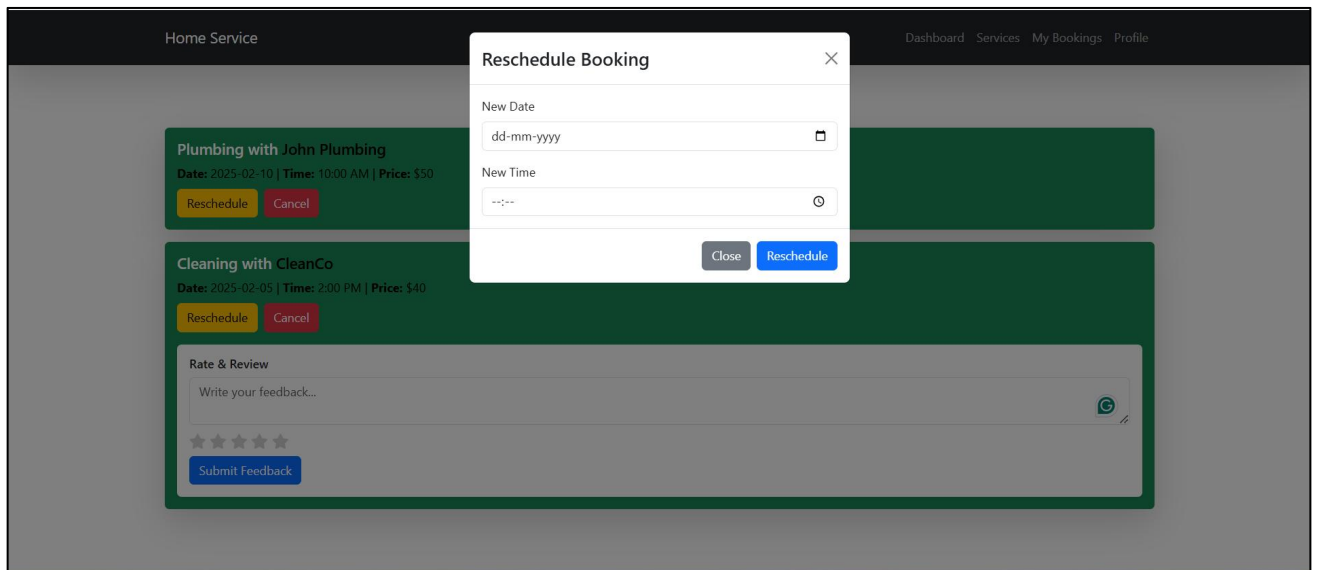 Home Service
Dashboard Services My Bookings Profile
Reschedule Booking
New Date
dd-mm-yyyy
New Time
--:--
Close Reschedule
Plumbing with John Plumbing
Date: 2025-02-10 | Time: 10:00 AM | Price: $50
Reschedule Cancel
Cleaning with CleanCo
Date: 2025-02-05 | Time: 2:00 PM | Price: $40
Reschedule Cancel
Rate & Review
Write your feedback...
Submit Feedback